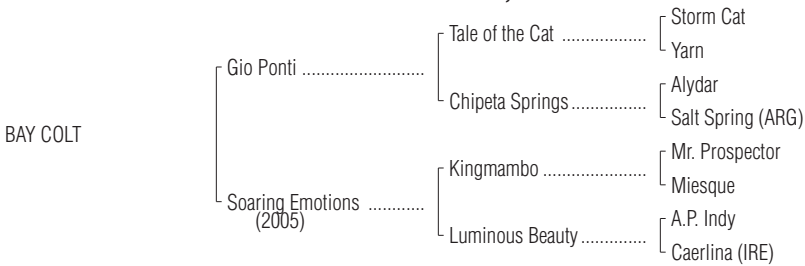 Storm Cat
Tale of the Cat ..................
Yarn
Gio Ponti ..........................
Alydar
Chipeta Springs................
Salt Spring (ARG)
BAY COLT
Mr. Prospector
Kingmambo ......................
Miesque
Soaring Emotions ............
(2005)
A.P. Indy
Luminous Beauty..............
Caerlina (IRE)